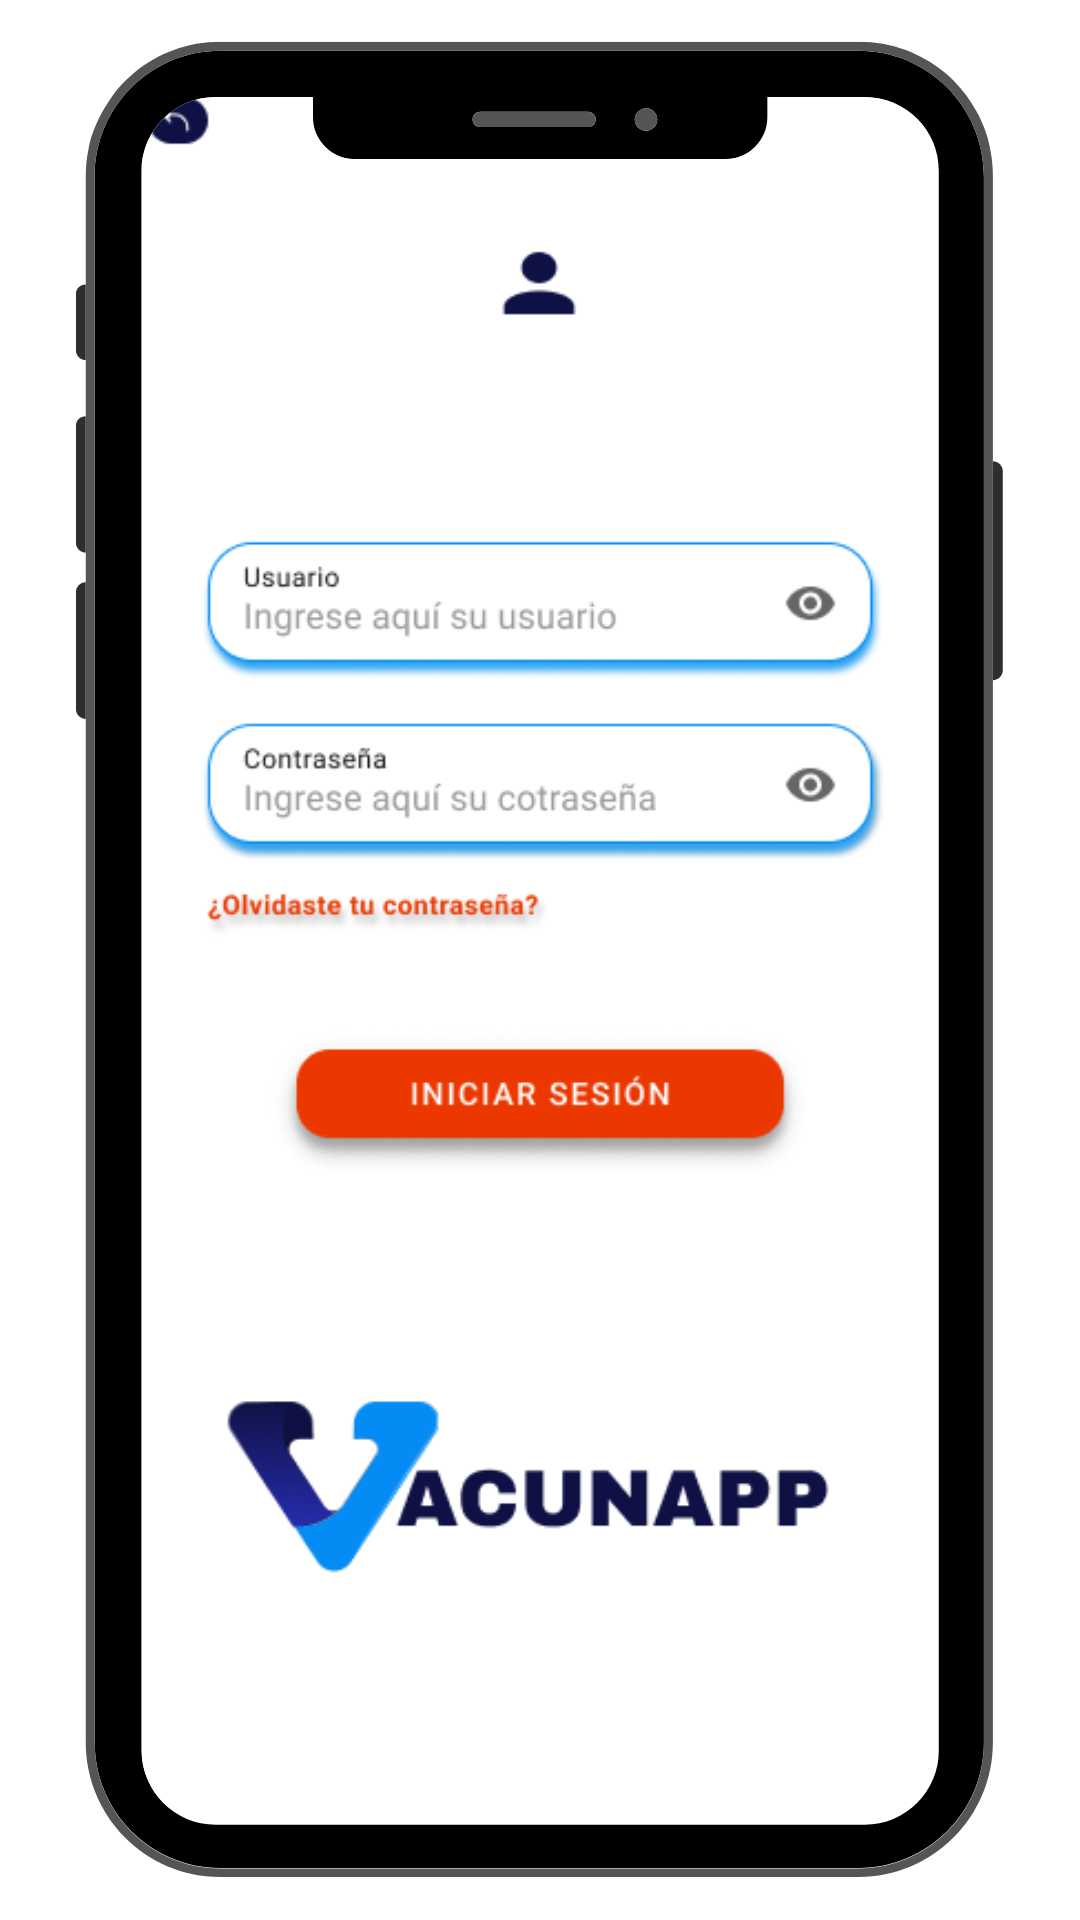 Usuario
Ingrese aquí su usuario
Contraseña
Ingrese aquí su cotraseña
¿Olvidaste tu contraseña?
INICIAR SESIÓN
VACUNAPP